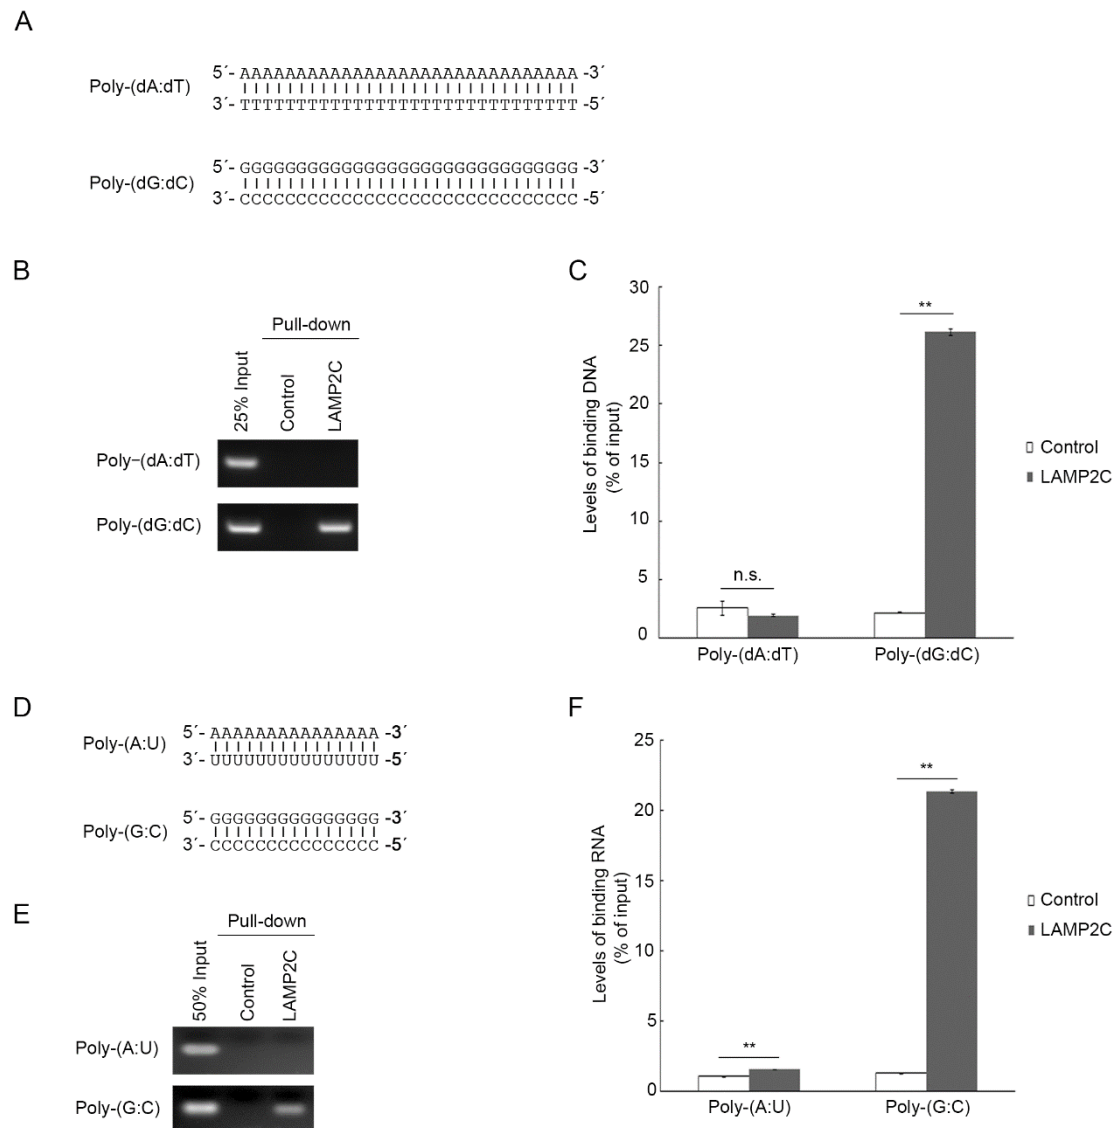 A
Poly-(dA:dT)
5´- AAAAAAAAAAAAAAAAAAAAAAAAAAAAAA -3´
3´- TTTTTTTTTTTTTTTTTTTTTTTTTTTTTT -5´
Poly-(dG:dC)
5´- GGGGGGGGGGGGGGGGGGGGGGGGGGGGGG -3´
3´- CCCCCCCCCCCCCCCCCCCCCCCCCCCCCC -5´
B
Pull-down
25% Input
Control
LAMP2C
Poly-(dA:dT)
Poly-(dG:dC)
C
Levels of binding DNA
(% of input)
30
25
20
15
10
5
0
n.s.
**
Poly-(dA:dT)
Poly-(dG:dC)
Control
LAMP2C
D
Poly-(A:U)
5´- AAAAAAAAAAAAAAA -3´
3´- UUUUUUUUUUUUUUU -5´
Poly-(G:C)
5´- GGGGGGGGGGGGGGG -3´
3´- CCCCCCCCCCCCCCC -5´
E
Pull-down
50% Input
Control
LAMP2C
Poly-(A:U)
Poly-(G:C)
F
Levels of binding RNA
(% of input)
25
20
15
10
5
0
**
**
Poly-(A:U)
Poly-(G:C)
Control
LAMP2C